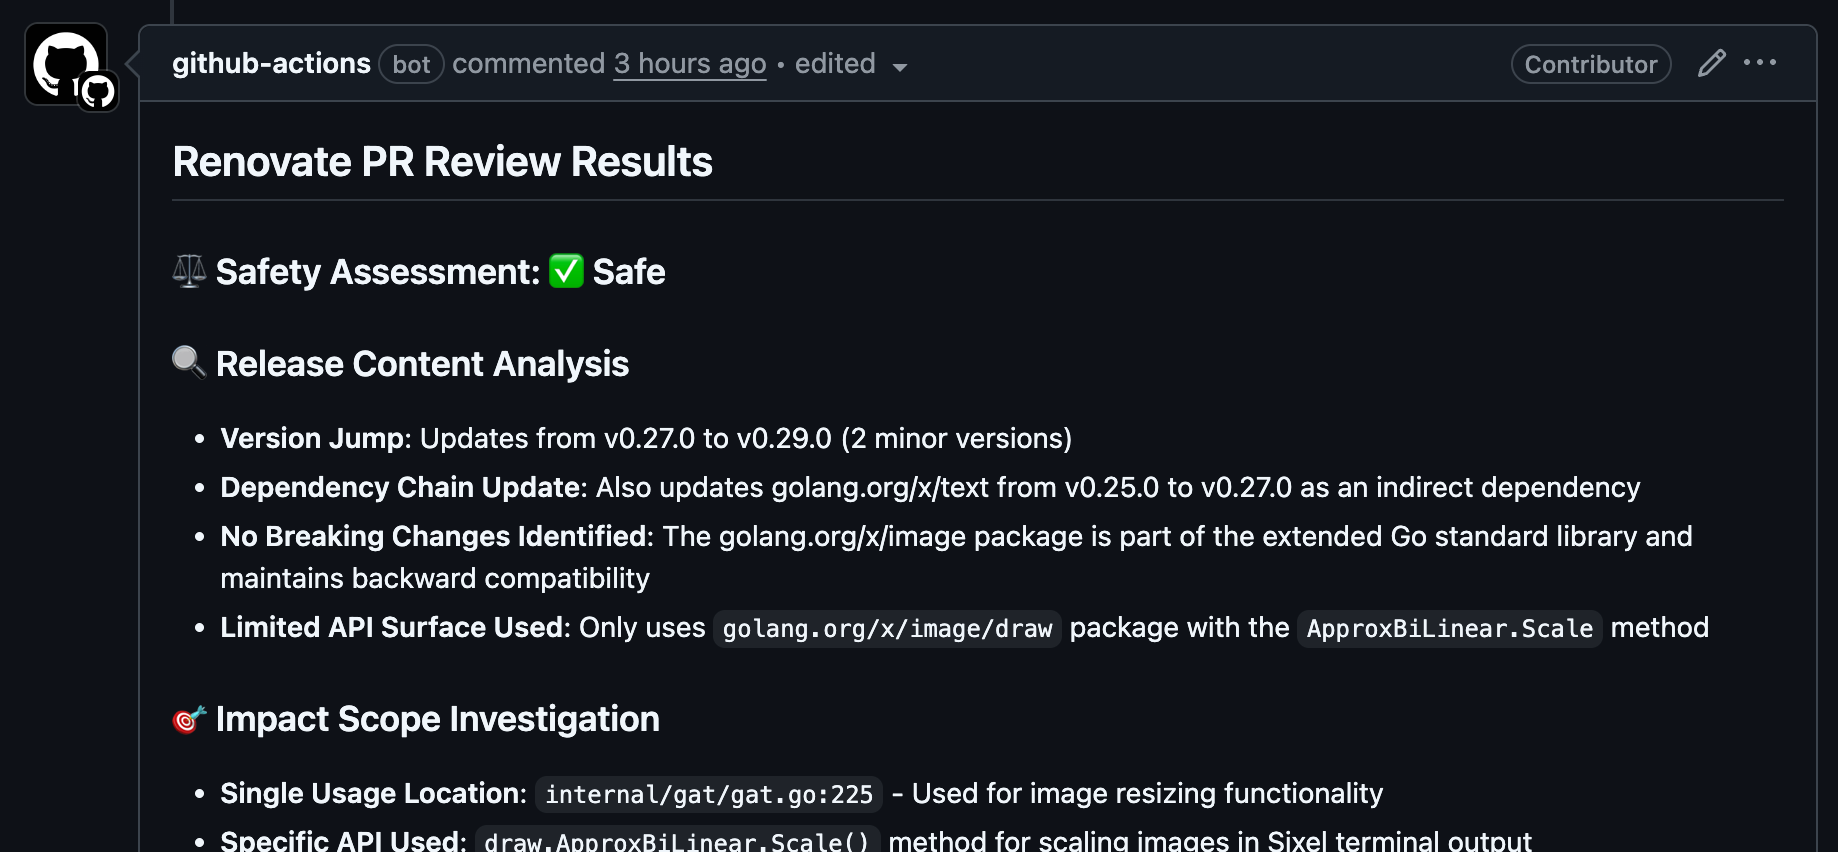 github-actions bot commented 3 hours ago • edited
Contributor
Renovate PR Review Results
⚖️ Safety Assessment: ✅ Safe
🔍 Release Content Analysis
• Version Jump: Updates from v0.27.0 to v0.29.0 (2 minor versions)
• Dependency Chain Update: Also updates golang.org/x/text from v0.25.0 to v0.27.0 as an indirect dependency
• No Breaking Changes Identified: The golang.org/x/image package is part of the extended Go standard library and
maintains backward compatibility
• Limited API Surface Used: Only uses golang.org/x/image/draw package with the ApproxBiLinear.Scale method
🎯 Impact Scope Investigation
• Single Usage Location: internal/gat/gat.go:225 - Used for image resizing functionality
• Specific API Used: draw.ApproxBiLinear.Scale() method for scaling images in Sixel terminal output